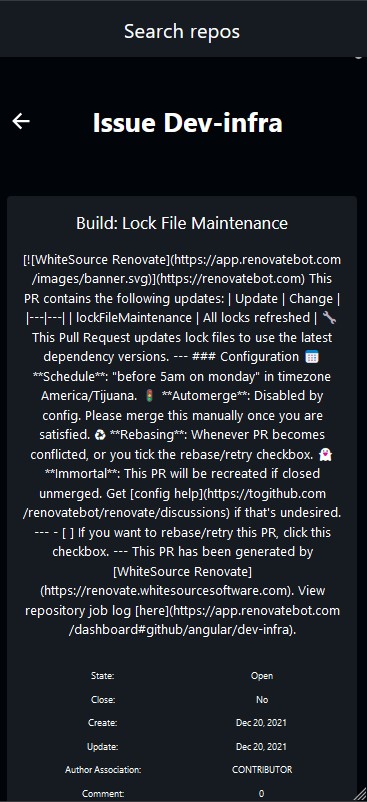 Search repos
Issue Dev-infra
Build: Lock File Maintenance
[![WhiteSource Renovate](https://app.renovatebot.com
/images/banner.svg)](https://renovatebot.com) This
PR contains the following updates: | Update | Change |
|---|---| | lockFileMaintenance | All locks refreshed | 🔧
This Pull Request updates lock files to use the latest
dependency versions. --- ### Configuration 📅
**Schedule**: "before 5am on monday" in timezone
America/Tijuana. 🚦 **Automerge**: Disabled by
config. Please merge this manually once you are
satisfied. ♻ **Rebasing**: Whenever PR becomes
conflicted, or you tick the rebase/retry checkbox. 👻
**Immortal**: This PR will be recreated if closed
unmerged. Get [config help](https://togithub.com
/renovatebot/renovate/discussions) if that's undesired.
--- - [ ] If you want to rebase/retry this PR, click this
checkbox. --- This PR has been generated by
[WhiteSource Renovate]
(https://renovate.whitesourcesoftware.com). View
repository job log [here](https://app.renovatebot.com
/dashboard#github/angular/dev-infra).
State: Open
Close: No
Create: Dec 20, 2021
Update: Dec 20, 2021
Author Association: CONTRIBUTOR
Comment: 0